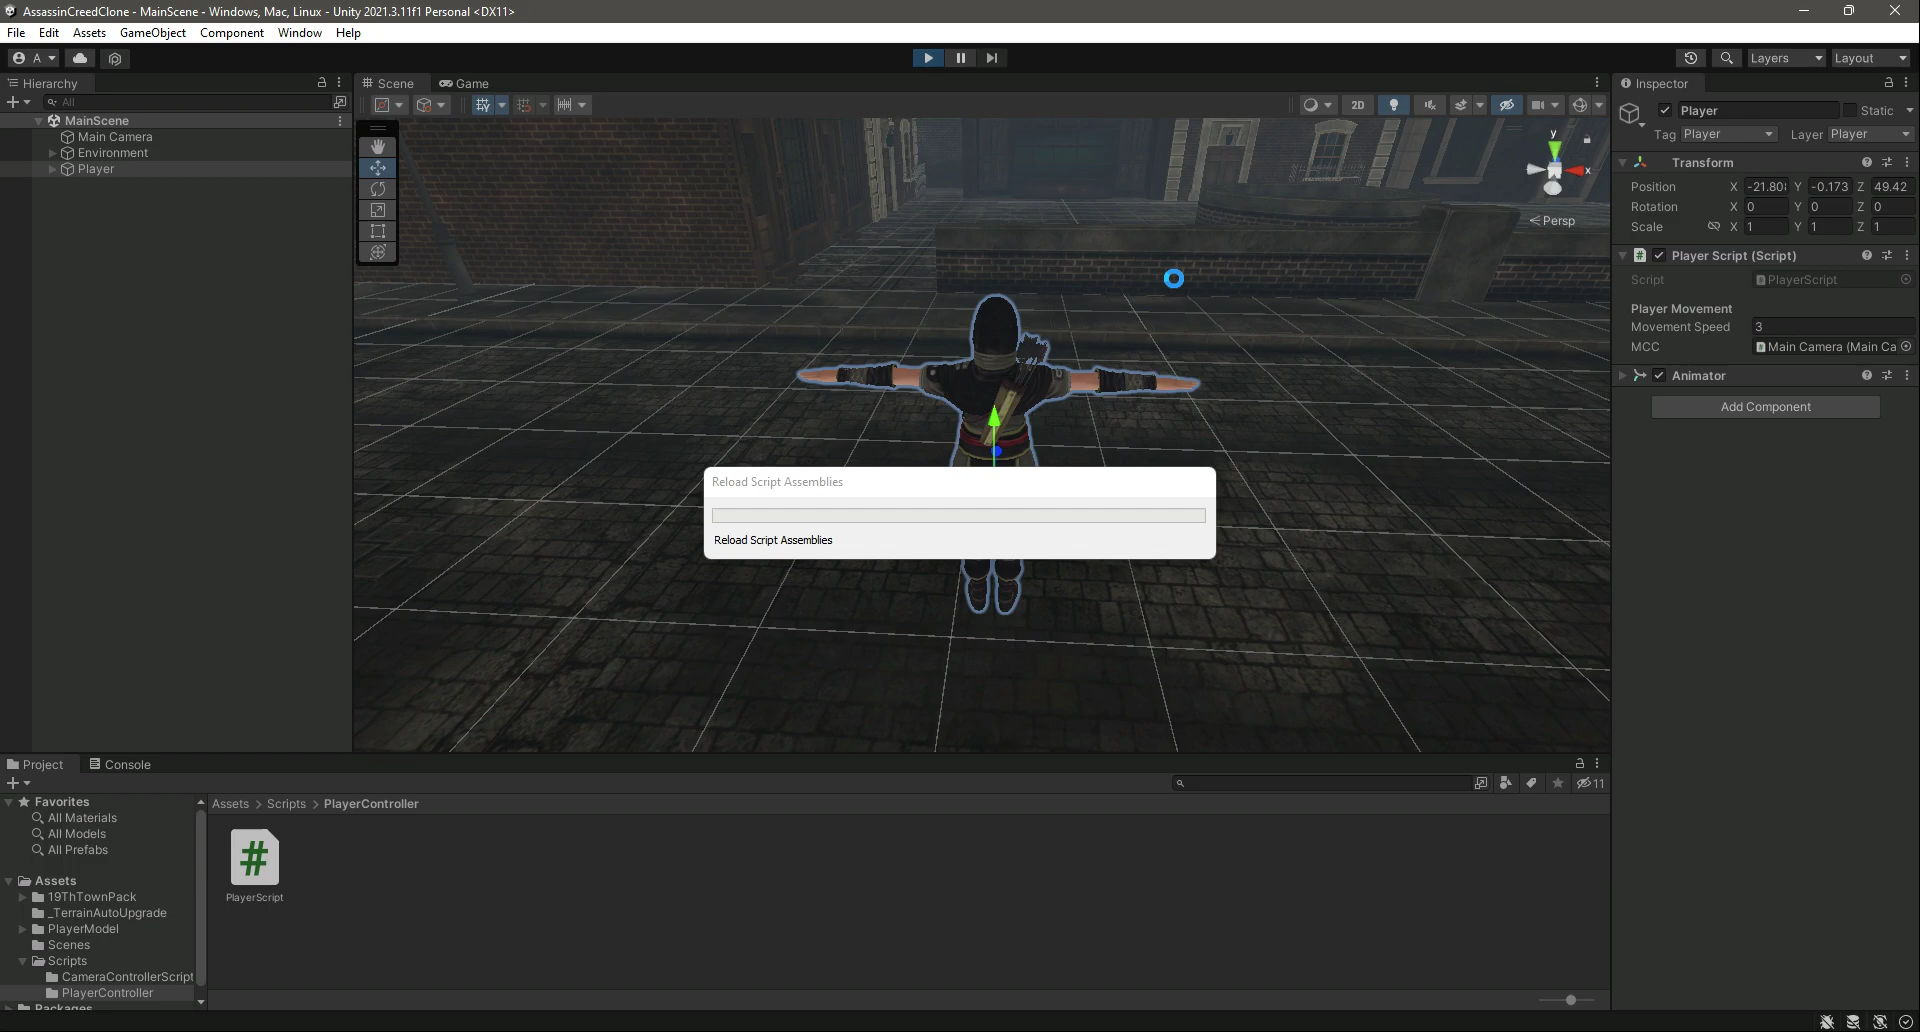 AssassinCreedClone - MainScene - Windows, Mac, Linux - Unity 2021.3.11f1 Personal <DX11>
File Edit Assets GameObject Component Window Help
A
Layers
Layout
Hierarchy
All
MainScene
Main Camera
Environment
Player
Scene
Game
2D
y
x
Persp
Reload Script Assemblies
Reload Script Assemblies
Inspector
Player
Static
Tag Player Layer Player
Transform
Position X -21.80 Y -0.173 Z 49.42
Rotation X 0 Y 0 Z 0
Scale X 1 Y 1 Z 1
# Player Script (Script)
Script PlayerScript
Player Movement
Movement Speed 3
MCC Main Camera (Main Ca
Animator
Add Component
Project
Console
11
Favorites
All Materials
All Models
All Prefabs
Assets
19ThTownPack
_TerrainAutoUpgrade
PlayerModel
Scenes
Scripts
CameraControllerScript
PlayerController
Packages
Assets > Scripts > PlayerController
#
PlayerScript